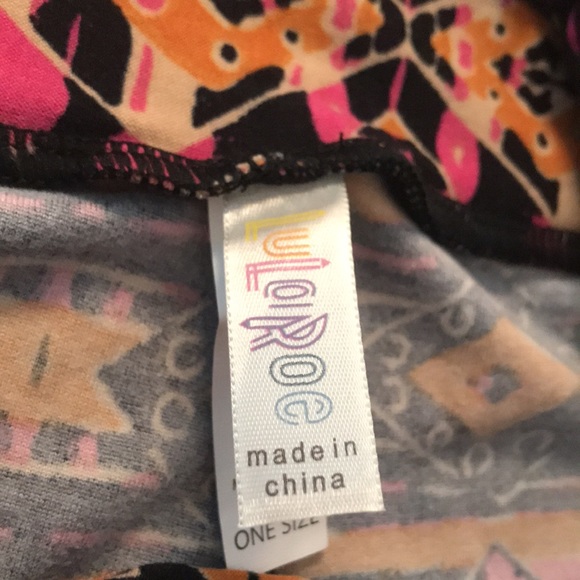 LuLaRoe
made in
china
ONE SIZE